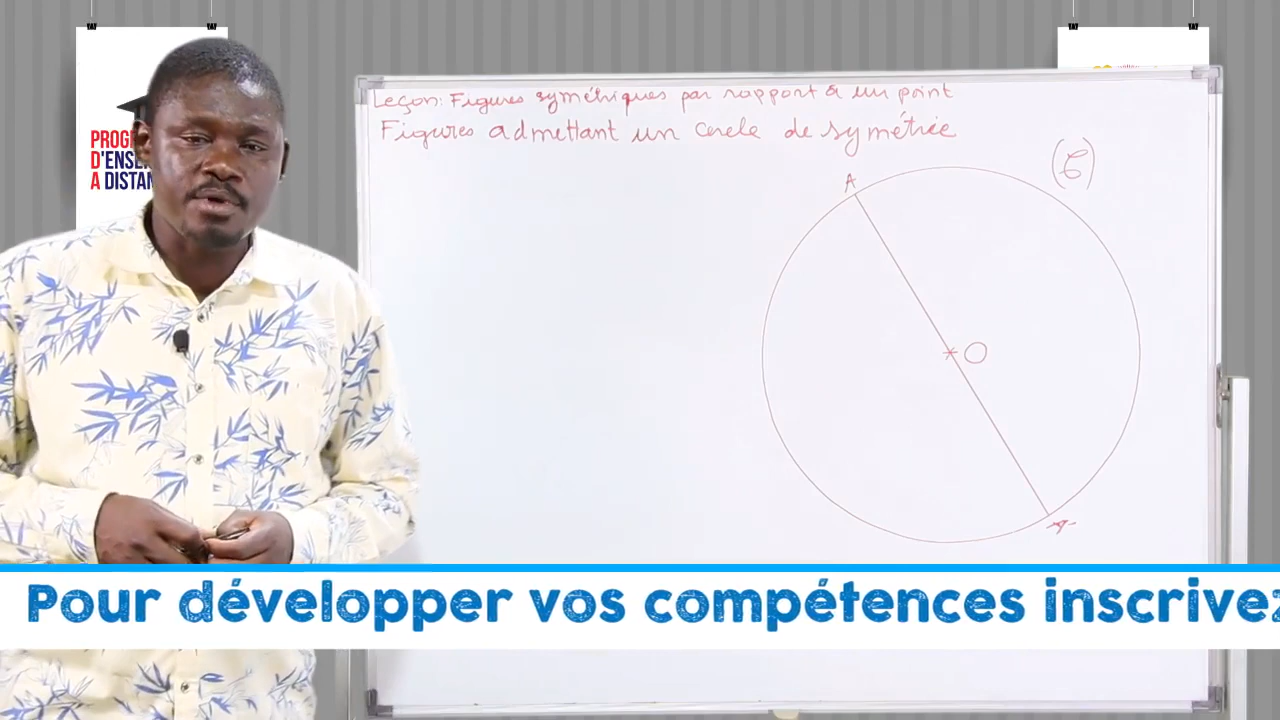 PROG
D'ENSE
A DISTAN
Leçon: Figures symétriques par rapport à un point
Figures admettant un cercle de symétrie
(C)
A
O
Pour développer vos compétences inscrivez